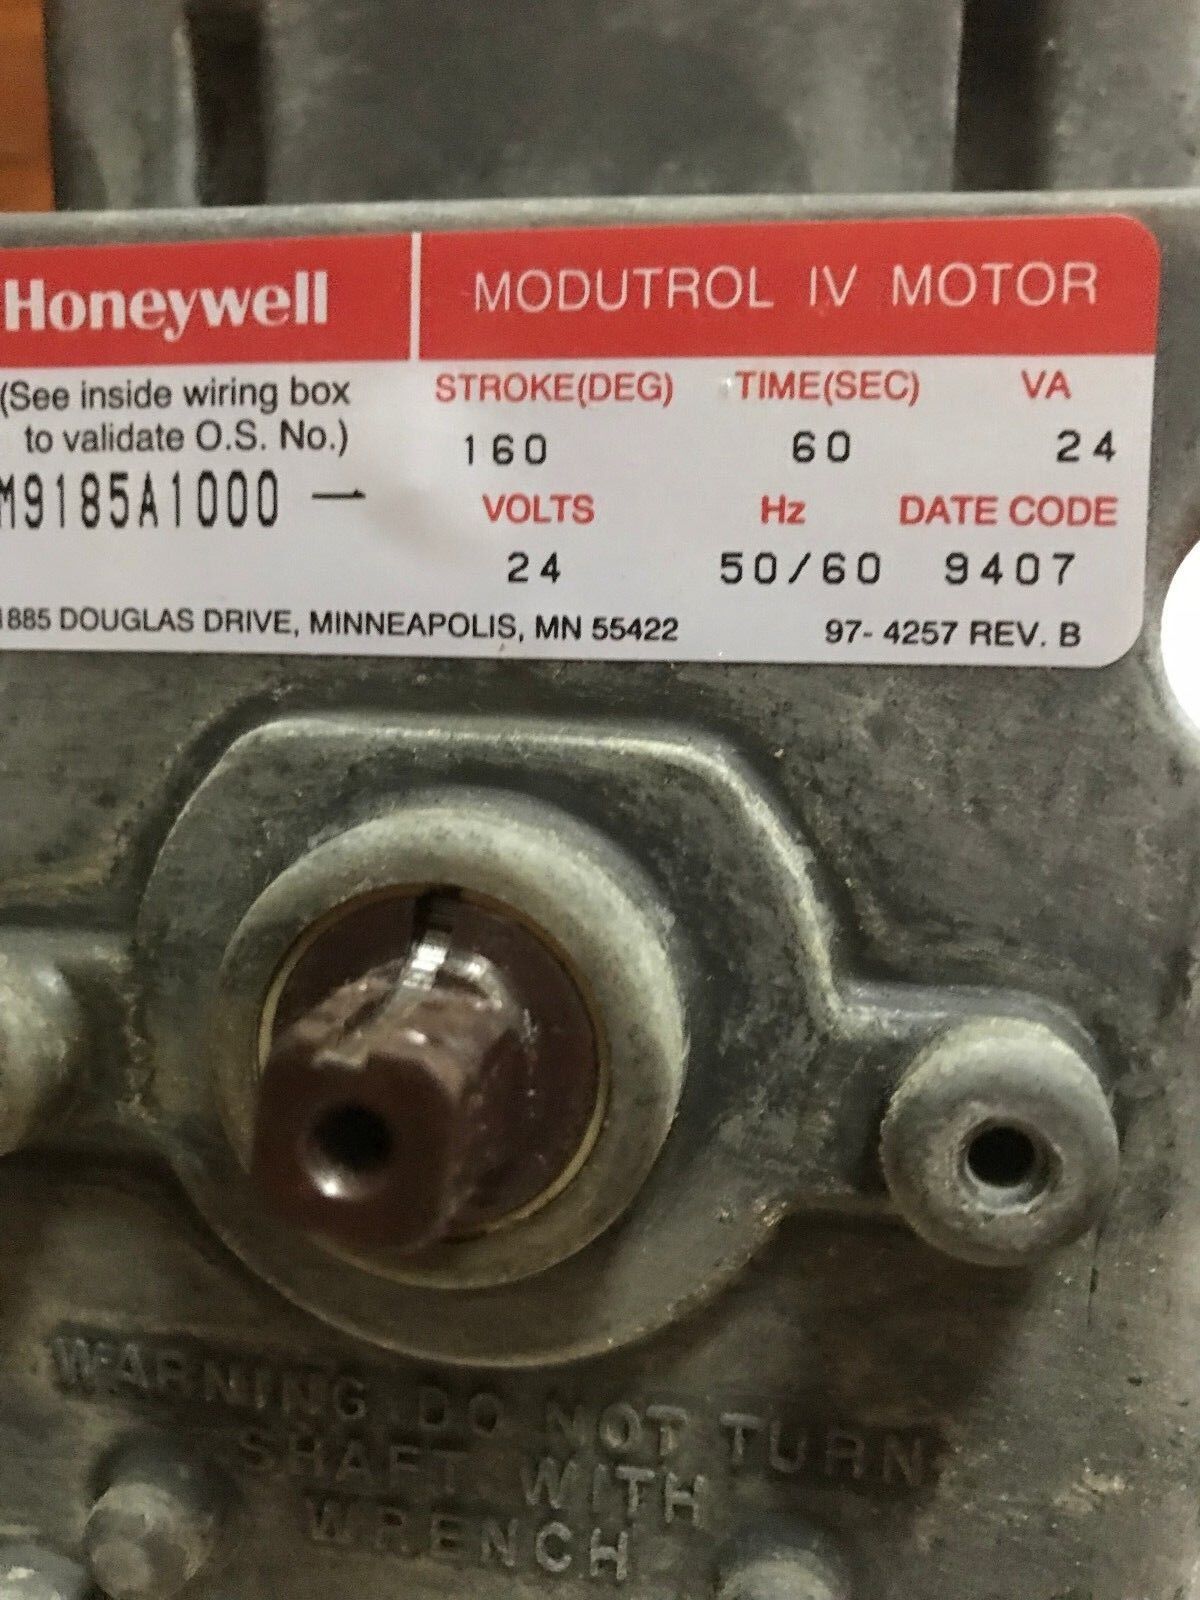 Honeywell
MODUTROL IV MOTOR
(See inside wiring box
to validate O.S. No.)
M9185A1000 —
STROKE(DEG) TIME(SEC) VA
160 60 24
VOLTS Hz DATE CODE
24 50/60 9407
1885 DOUGLAS DRIVE, MINNEAPOLIS, MN 55422
97-4257 REV. B
WARNING DO NOT TURN
SHAFT WITH
WRENCH